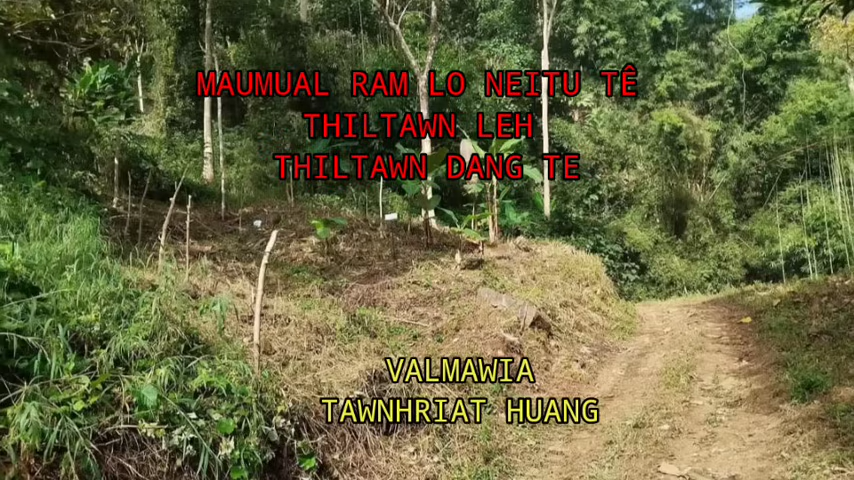 MAUMUAL RAM LO NEITU TÊ
THILTAWN LEH
THILTAWN DANG TE
VALMAWIA
TAWNHRIAT HUANG